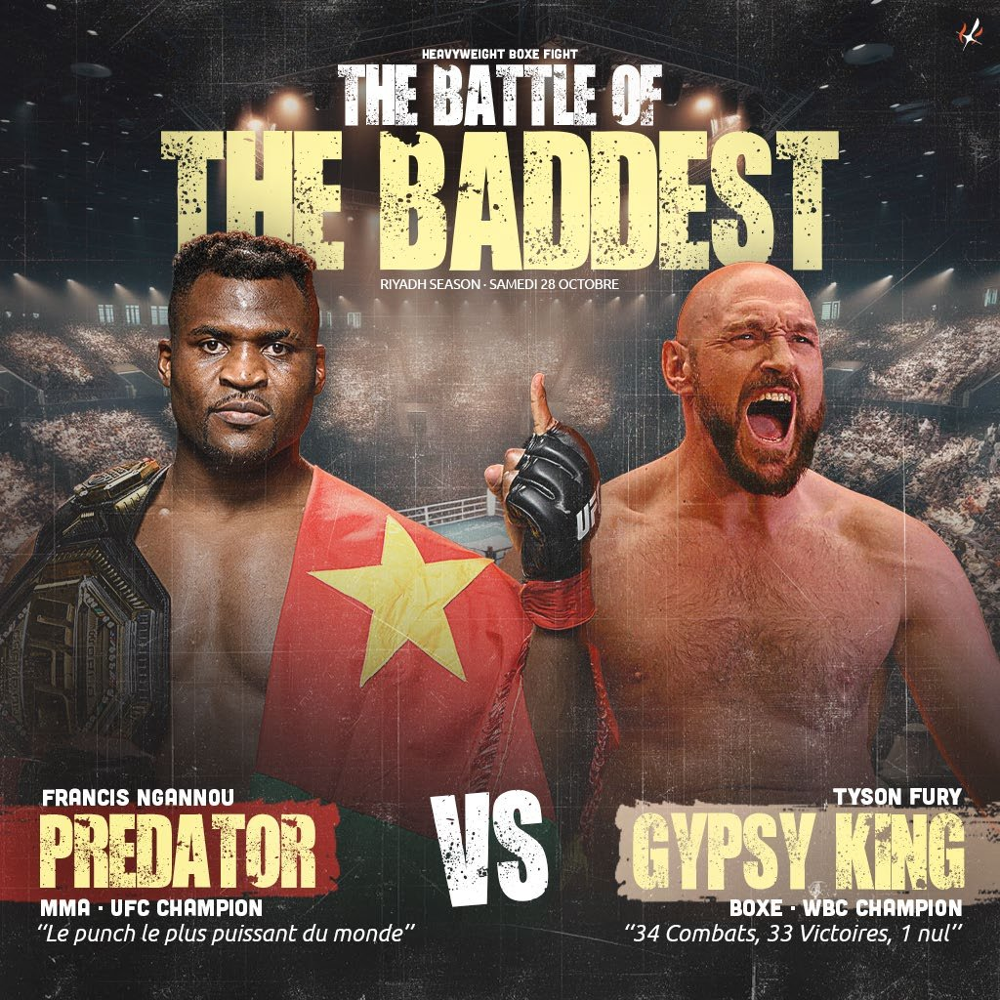 HEAVYWEIGHT BOXE FIGHT
THE BATTLE OF
THE BADDEST
RIYADH SEASON · SAMEDI 28 OCTOBRE
UF
FRANCIS NGANNOU
PREDATOR
MMA · UFC CHAMPION
“Le punch le plus puissant du monde”
VS
TYSON FURY
GYPSY KING
BOXE · WBC CHAMPION
“34 Combats, 33 Victoires, 1 nul”